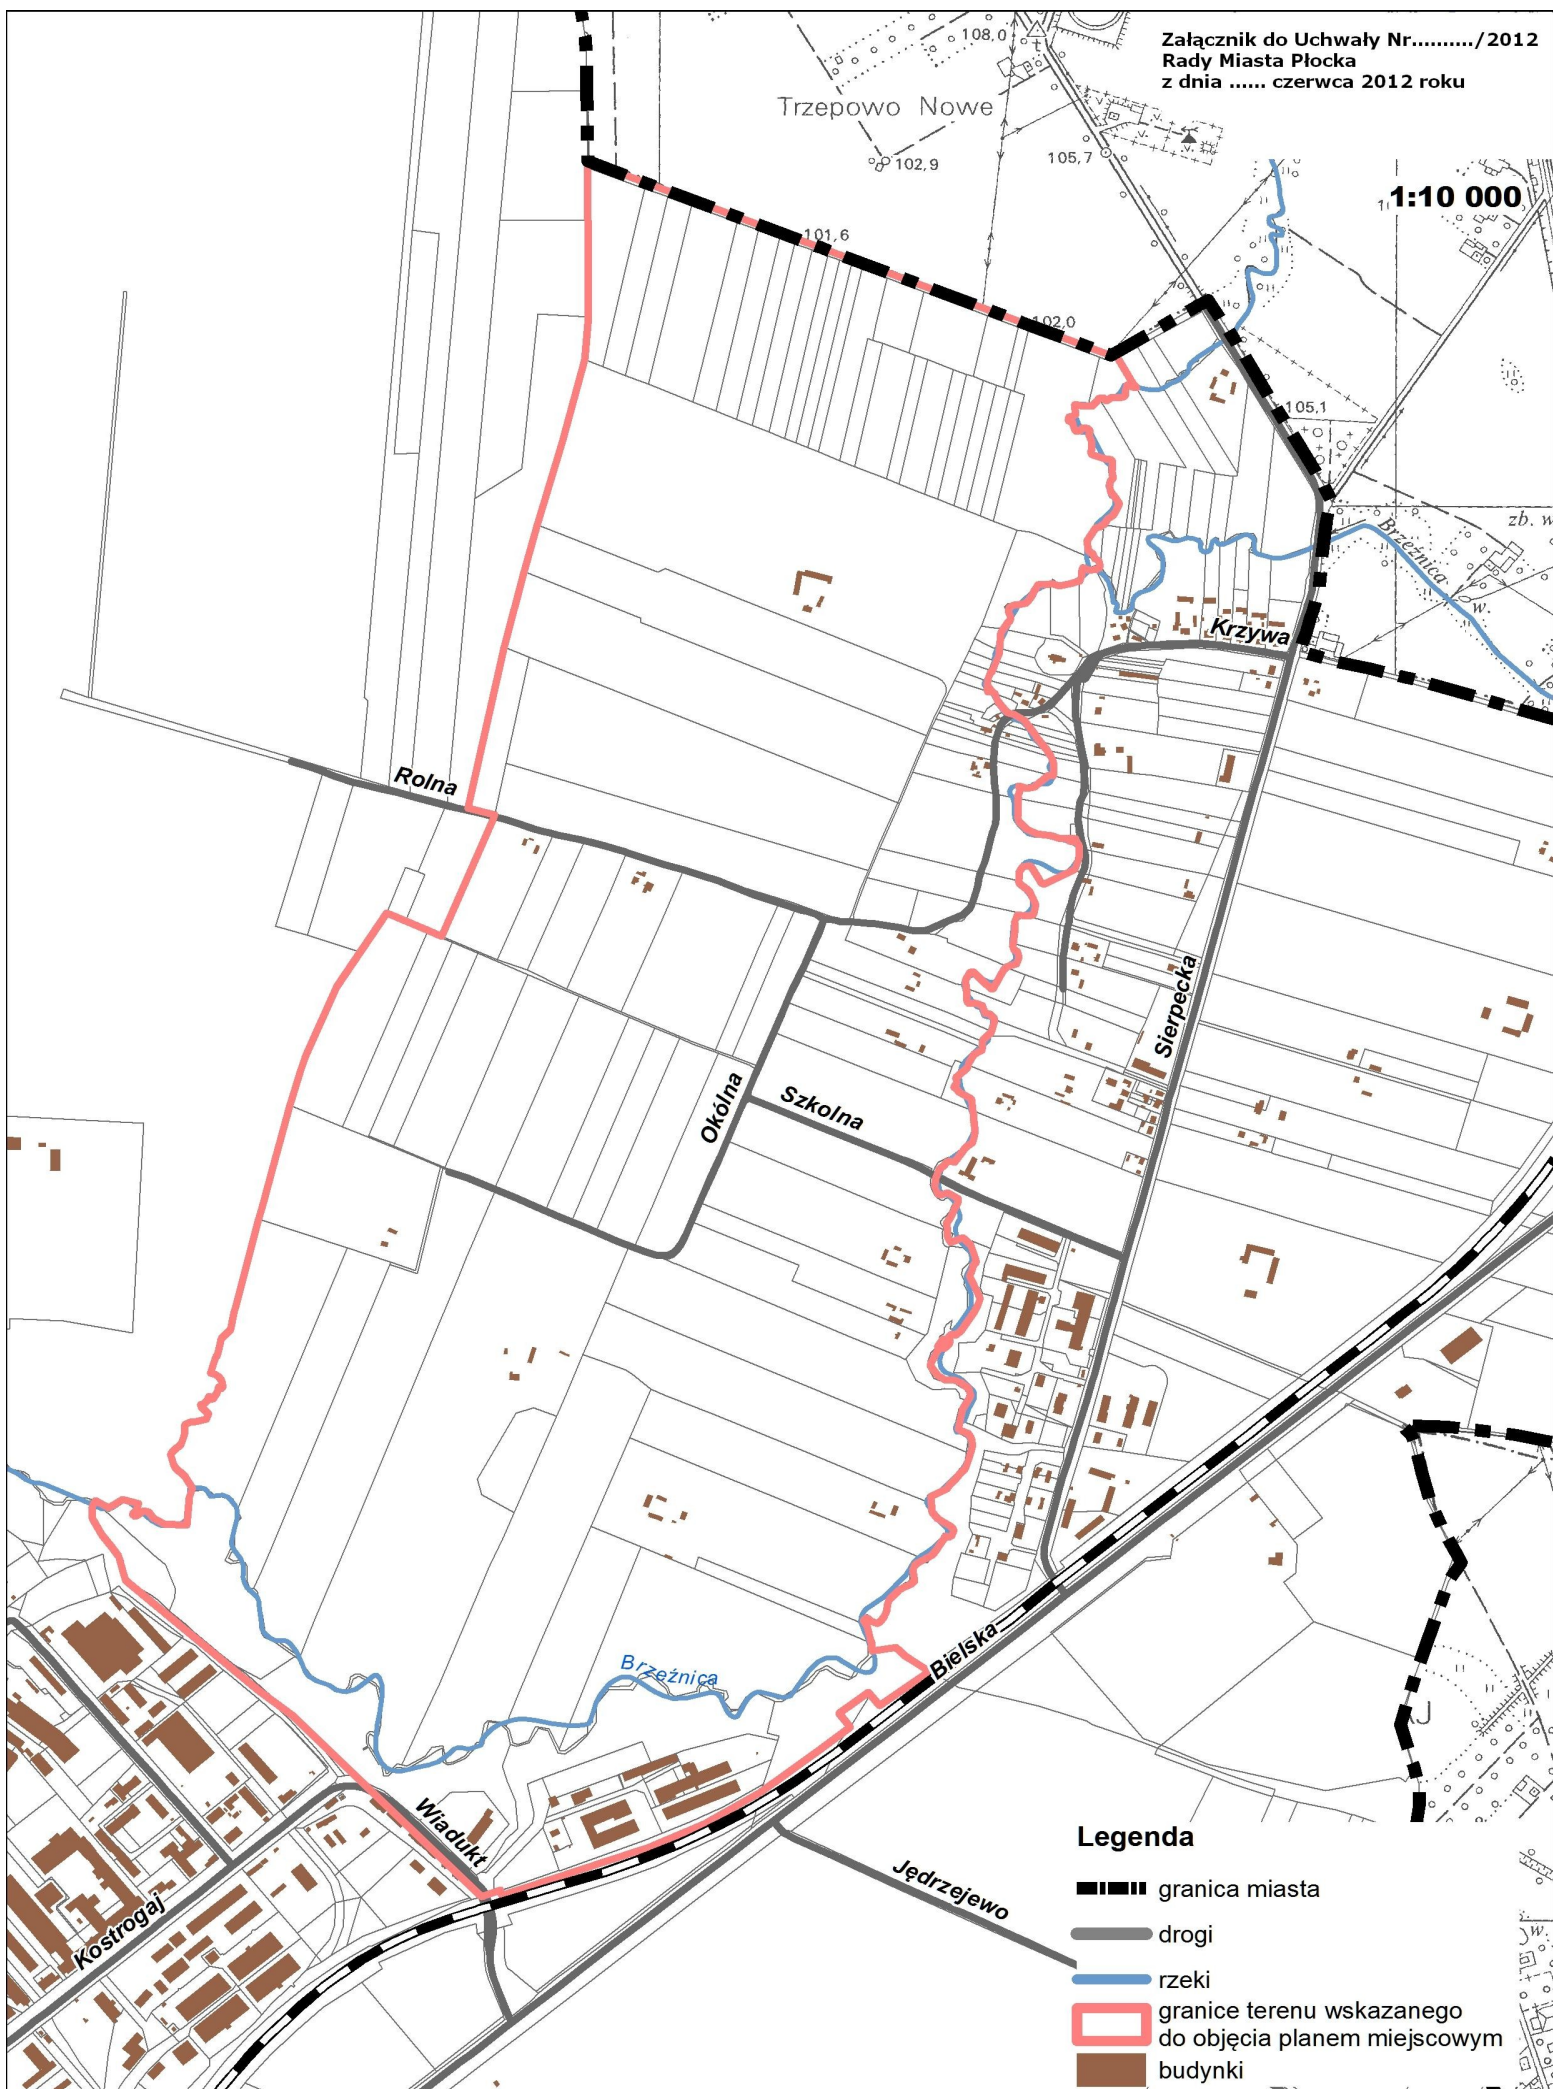 Załącznik do Uchwały Nr........../2012
Rady Miasta Płocka
z dnia ...... czerwca 2012 roku
108,0
Trzepowo Nowe
102,9
105,7
1:10 000
101,6
102,0
105,1
zb. w
Brzeźnica
w.
Krzywa
Rolna
Sierpecka
Okólna
Szkolna
Brzeźnica
Bielska
Wiadukt
Jędrzejewo
Kostrogaj
AJ
Legenda
granica miasta
drogi
rzeki
granice terenu wskazanego
do objęcia planem miejscowym
budynki
w.